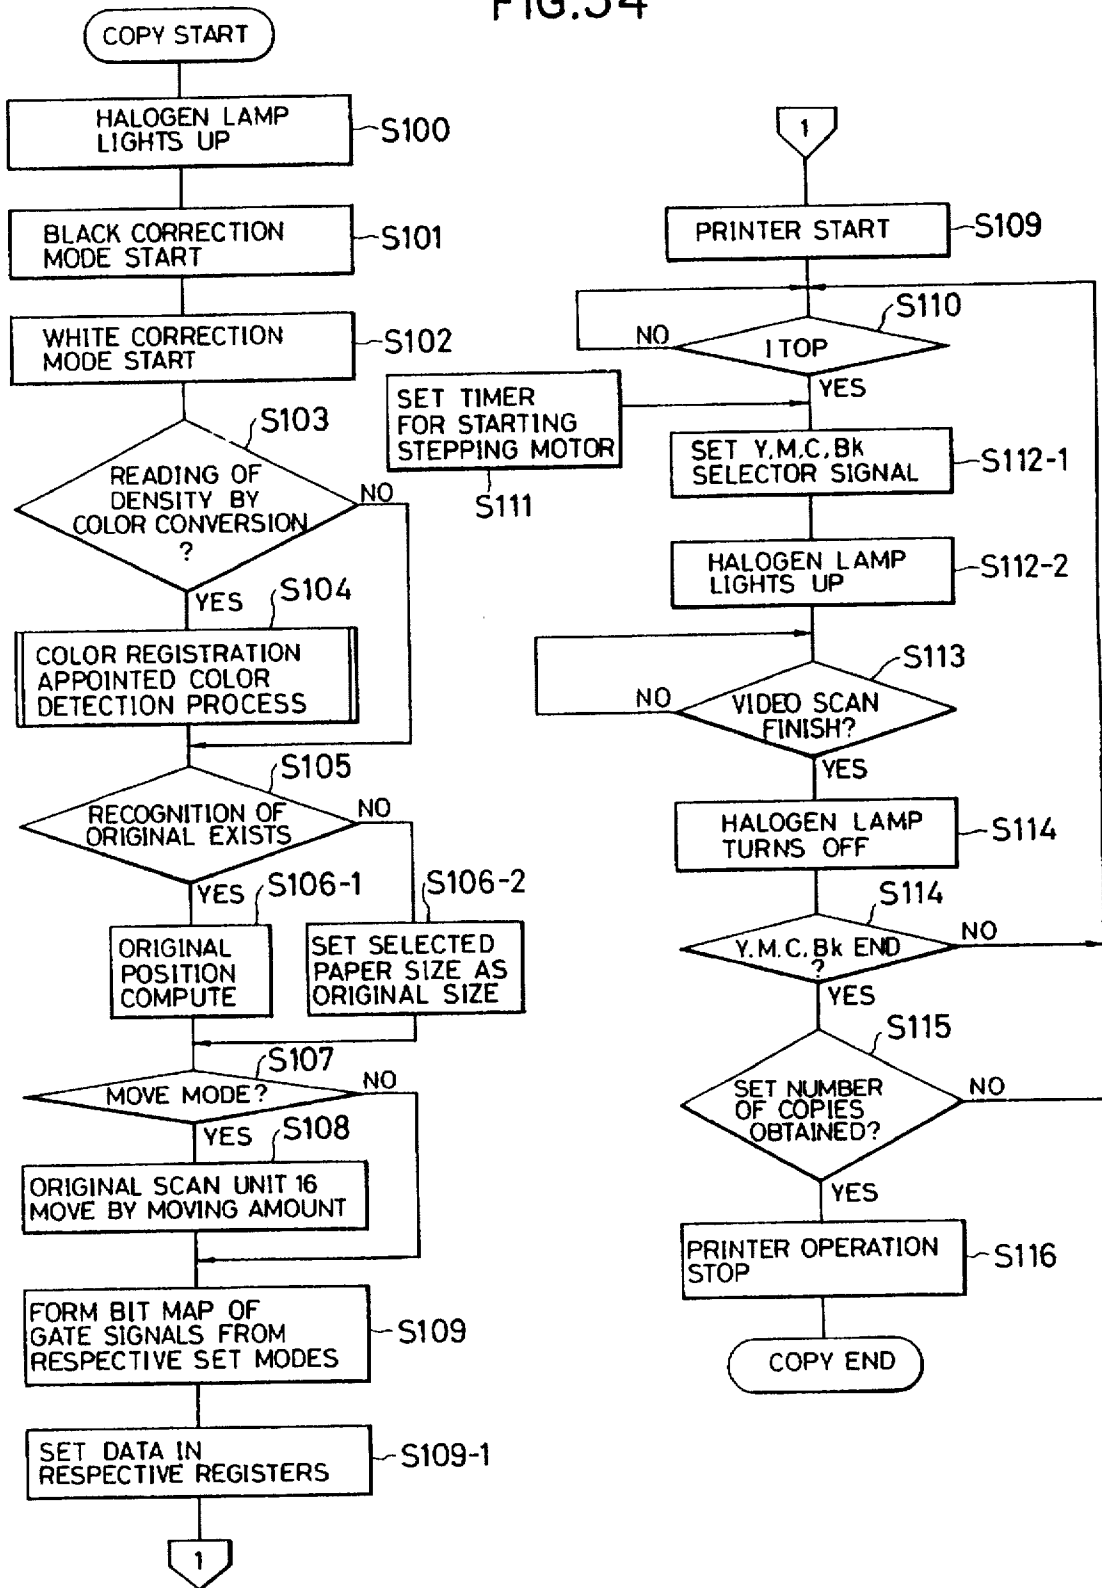 FIG.34
COPY START
HALOGEN LAMP
LIGHTS UP
S100
BLACK CORRECTION
MODE START
S101
WHITE CORRECTION
MODE START
S102
S103
READING OF
DENSITY BY
COLOR CONVERSION
?
NO
YES
S104
COLOR REGISTRATION
APPOINTED COLOR
DETECTION PROCESS
S105
RECOGNITION OF
ORIGINAL EXISTS
NO
YES
S106-1
S106-2
ORIGINAL
POSITION
COMPUTE
SET SELECTED
PAPER SIZE AS
ORIGINAL SIZE
S107
MOVE MODE?
NO
YES
S108
ORIGINAL SCAN UNIT 16
MOVE BY MOVING AMOUNT
FORM BIT MAP OF
GATE SIGNALS FROM
RESPECTIVE SET MODES
S109
SET DATA IN
RESPECTIVE REGISTERS
S109-1
1
1
PRINTER START
S109
S110
NO
ITOP
YES
SET TIMER
FOR STARTING
STEPPING MOTOR
S111
SET Y.M.C.Bk
SELECTOR SIGNAL
S112-1
HALOGEN LAMP
LIGHTS UP
S112-2
S113
NO
VIDEO SCAN
FINISH?
YES
HALOGEN LAMP
TURNS OFF
S114
S114
Y.M.C.Bk END
?
NO
YES
S115
SET NUMBER
OF COPIES
OBTAINED?
NO
YES
PRINTER OPERATION
STOP
S116
COPY END